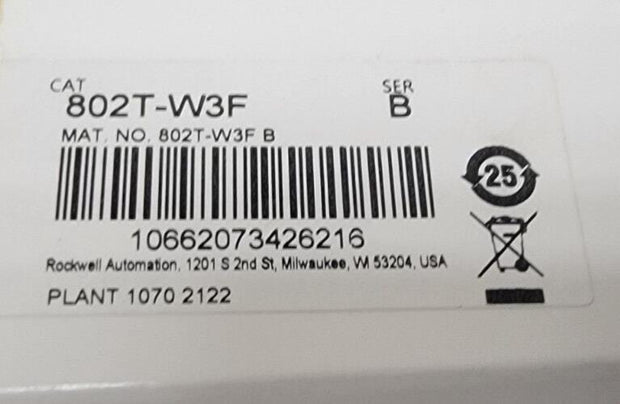 CAT SER
802T-W3F B
MAT. NO. 802T-W3F B
10662073426216
Rockwell Automation, 1201 S 2nd St, Milwaukee, WI 53204, USA
PLANT 1070 2122
25